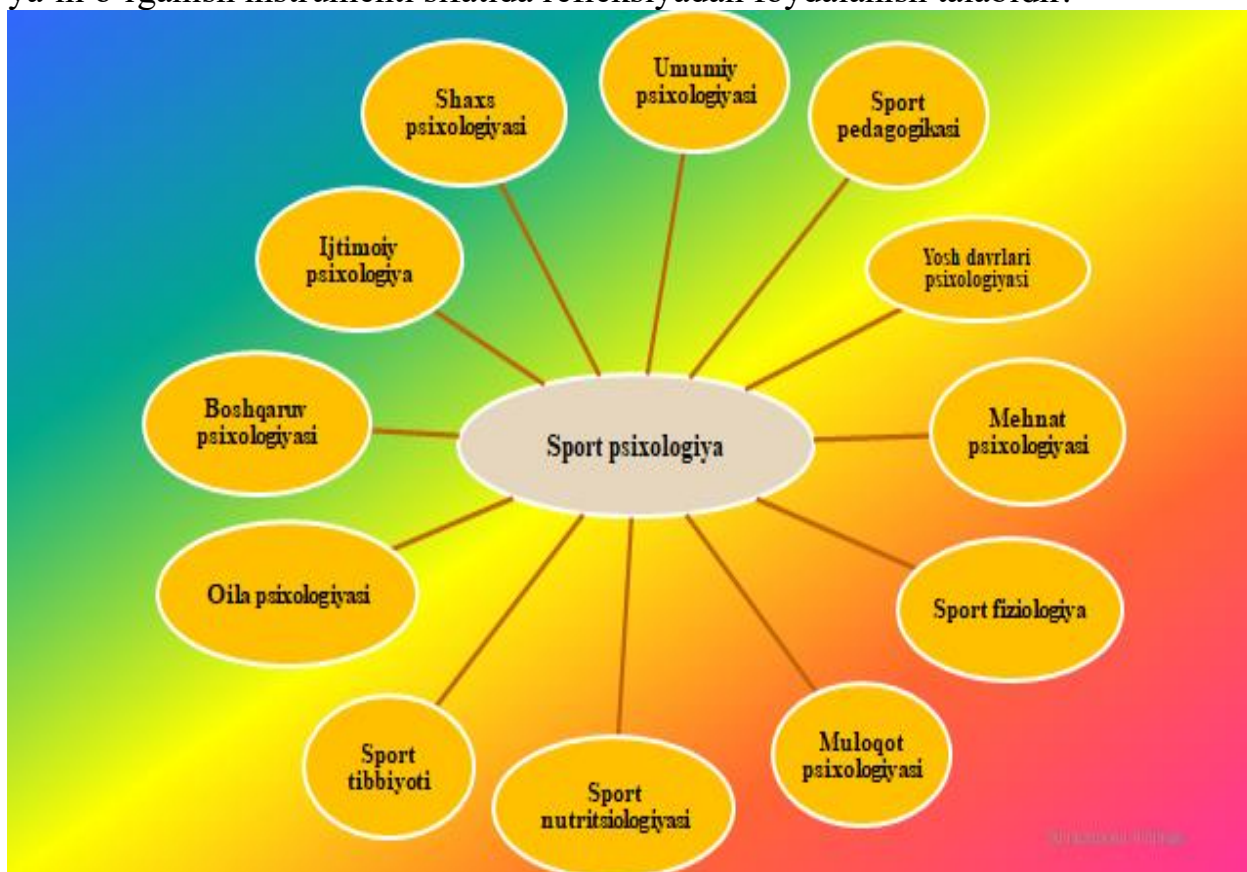 Umumiy
psixologiyasi
Shaxs
psixologiyasi
Sport
pedagogikasi
Ijtimoiy
psixologiya
Yosh davrlari
psixologiyasi
Boshqaruv
psixologiyasi
Mehnat
psixologiyasi
Sport psixologiya
Oila psixologiyasi
Sport fiziologiya
Sport
tibbiyoti
Muloqot
psixologiyasi
Sport
nutritsiologiyasi